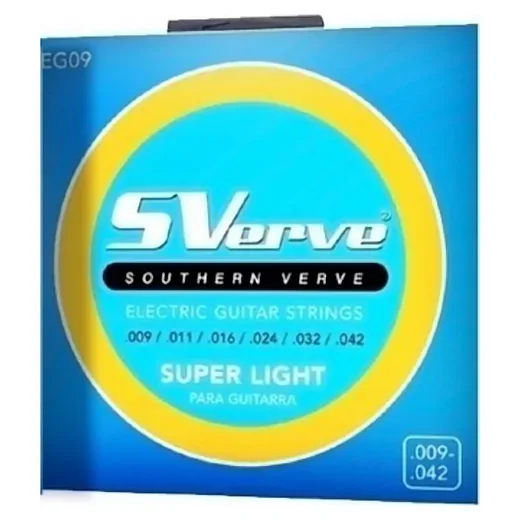 EG09
SVerve®
SOUTHERN VERVE
ELECTRIC GUITAR STRINGS
.009 / .011 / .016 / .024 / .032 / .042
SUPER LIGHT
PARA GUITARRA
.009-
.042